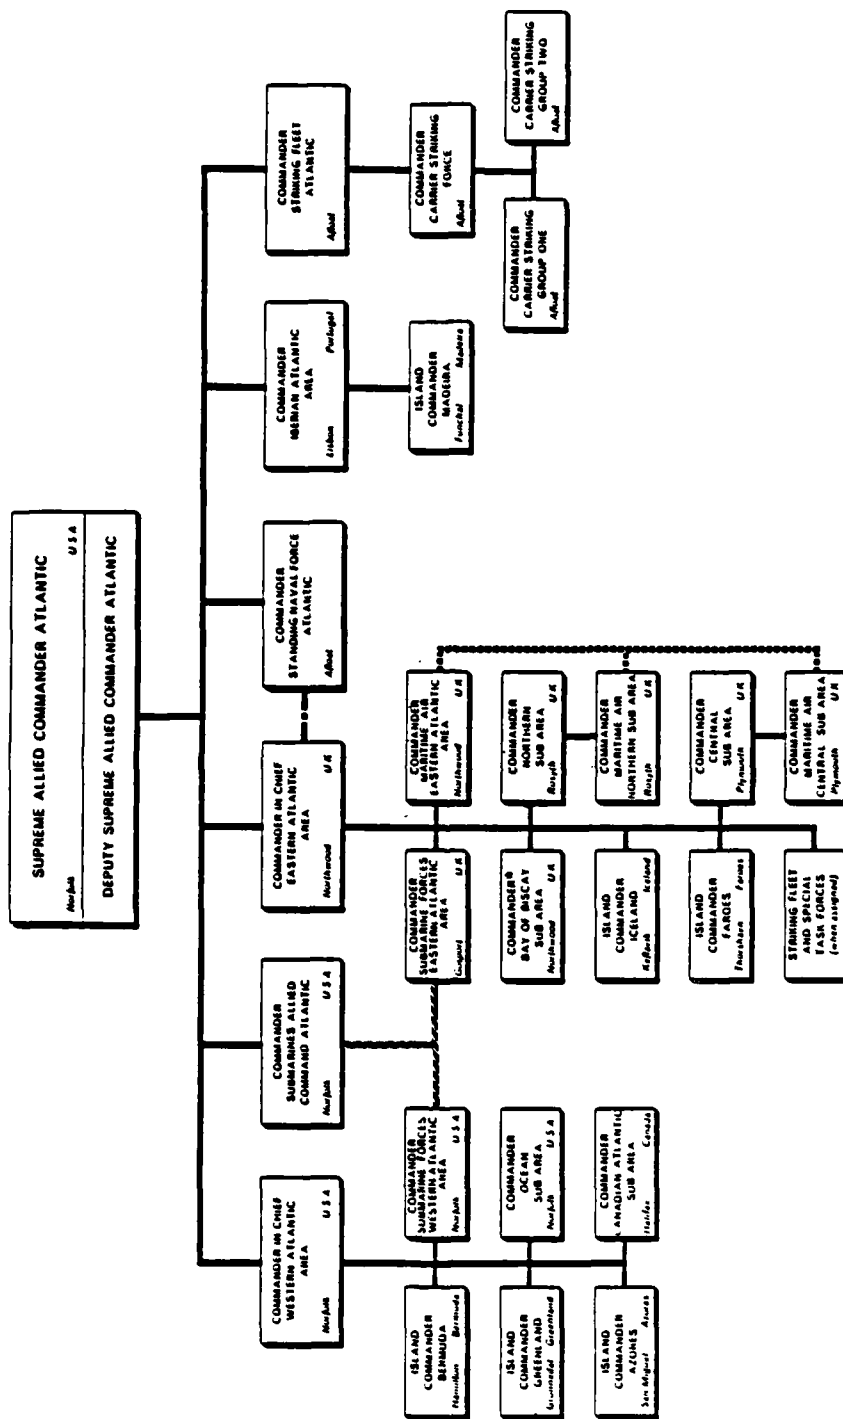 SUPREME ALLIED COMMANDER ATLANTIC
Norfolk USA
DEPUTY SUPREME ALLIED COMMANDER ATLANTIC
COMMANDER IN CHIEF
WESTERN ATLANTIC
AREA
Norfolk USA
COMMANDER
SUBMARINES ALLIED
COMMAND ATLANTIC
Norfolk USA
COMMANDER IN CHIEF
EASTERN ATLANTIC
AREA
Northwood UK
COMMANDER
STANDING NAVAL FORCE
ATLANTIC
Afloat
COMMANDER
IBERIAN ATLANTIC
AREA
Lisbon Portugal
COMMANDER
STRIKING FLEET
ATLANTIC
Afloat
ISLAND
COMMANDER
BERMUDA
Hamilton Bermuda
COMMANDER
SUBMARINE FORCES
WESTERN ATLANTIC
AREA
Norfolk USA
COMMANDER
SUBMARINE FORCES
EASTERN ATLANTIC
AREA
Gosport UK
COMMANDER
MARITIME AIR
EASTERN ATLANTIC
AREA
Northwood UK
ISLAND
COMMANDER
MADEIRA
Funchal Madeira
COMMANDER
CARRIER STRIKING
FORCE
Afloat
ISLAND
COMMANDER
GREENLAND
Gronnedal Greenland
COMMANDER
OCEAN
SUB AREA
Norfolk USA
COMMANDER*
BAY OF BISCAY
SUB AREA
Northwood UK
COMMANDER
NORTHERN
SUB AREA
Rosyth UK
COMMANDER
CARRIER STRIKING
GROUP ONE
Afloat
COMMANDER
CARRIER STRIKING
GROUP TWO
Afloat
ISLAND
COMMANDER
AZORES
San Miguel Azores
COMMANDER
CANADIAN ATLANTIC
SUB AREA
Halifax Canada
ISLAND
COMMANDER
ICELAND
Keflavik Iceland
COMMANDER
MARITIME AIR
NORTHERN SUB AREA
Rosyth UK
ISLAND
COMMANDER
FAROES
Thorshavn Faroes
COMMANDER
CENTRAL
SUB AREA
Plymouth UK
STRIKING FLEET
AND SPECIAL
TASK FORCES
(when assigned)
COMMANDER
MARITIME AIR
CENTRAL SUB AREA
Plymouth UK